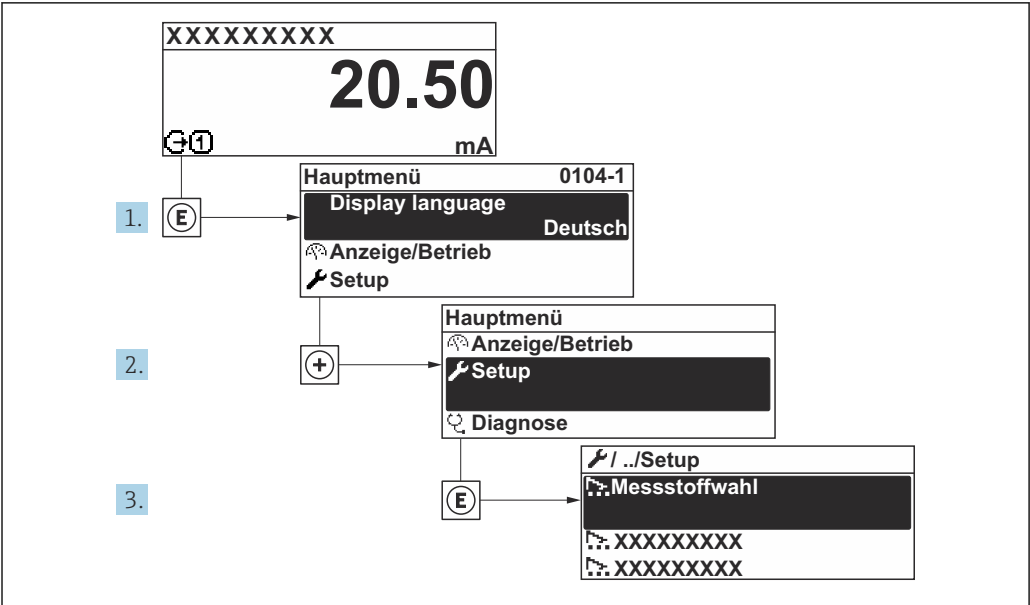 XXXXXXXXX
20.50
1
mA
Hauptmenü 0104-1
Display language
Deutsch
1. E
Anzeige/Betrieb
Setup
Hauptmenü
Anzeige/Betrieb
2. +
Setup
Diagnose
/ ../Setup
Messstoffwahl
3. E
XXXXXXXXX
XXXXXXXXX